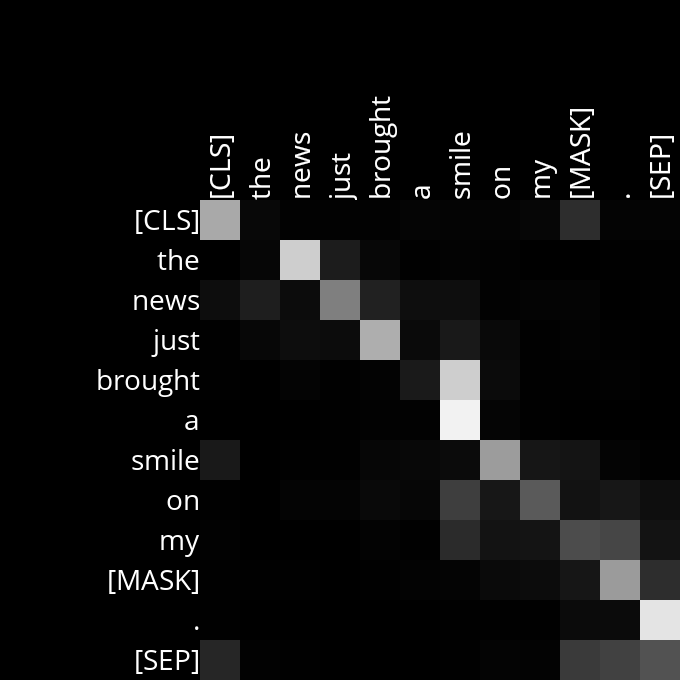 [CLS] the news just brought a smile on my [MASK] . [SEP]
[CLS]
the
news
just
brought
a
smile
on
my
[MASK]
.
[SEP]